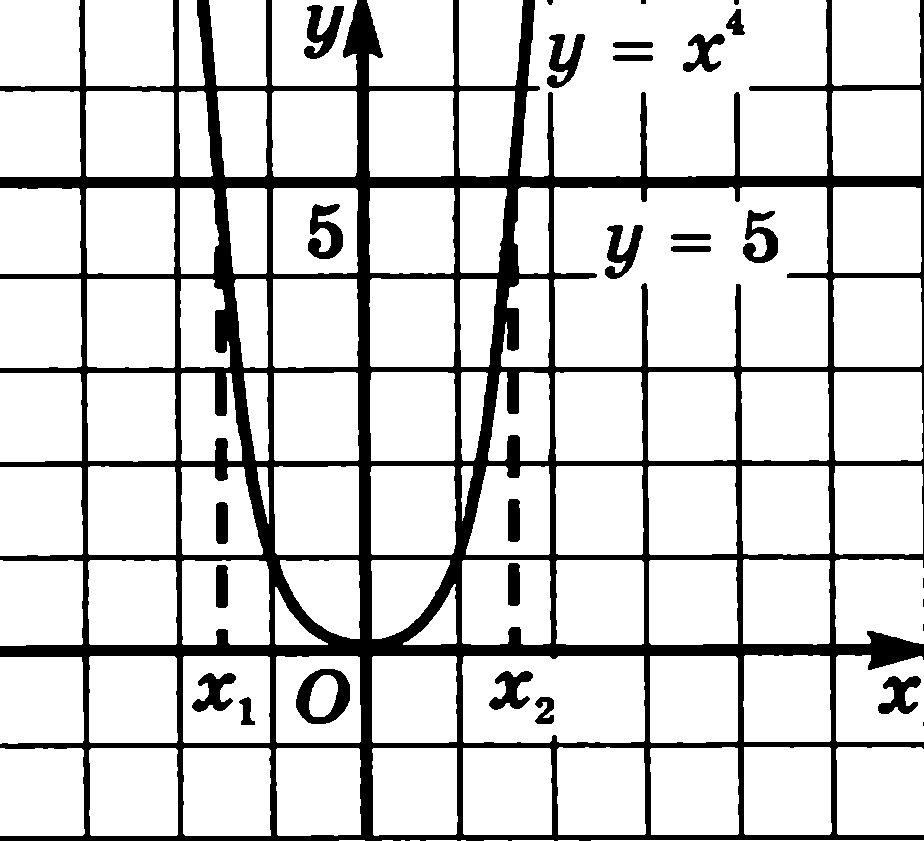 y
y = x⁴
5
y = 5
x₁ O x₂ x